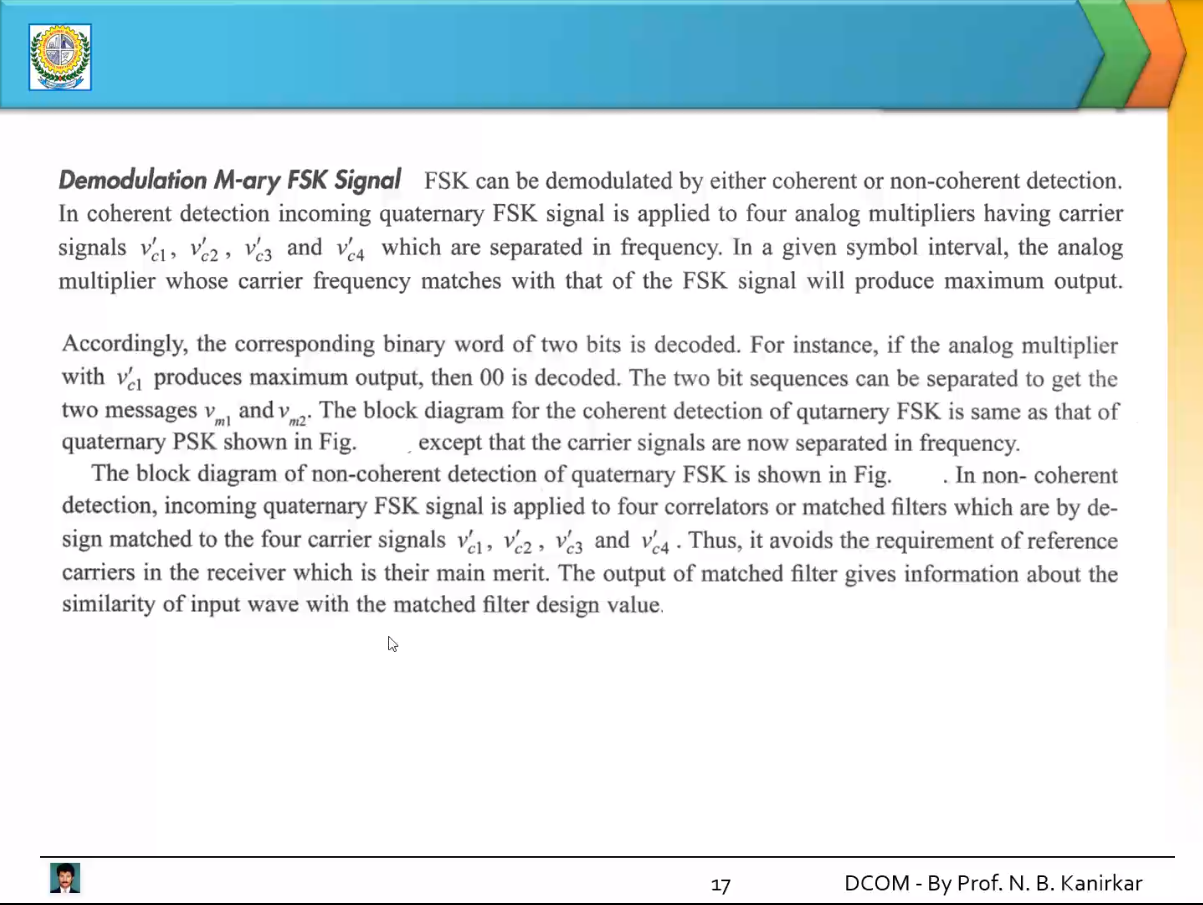 Demodulation M-ary FSK Signal FSK can be demodulated by either coherent or non-coherent detection.
In coherent detection incoming quaternary FSK signal is applied to four analog multipliers having carrier
signals v′c1, v′c2, v′c3 and v′c4 which are separated in frequency. In a given symbol interval, the analog
multiplier whose carrier frequency matches with that of the FSK signal will produce maximum output.
Accordingly, the corresponding binary word of two bits is decoded. For instance, if the analog multiplier
with v′c1 produces maximum output, then 00 is decoded. The two bit sequences can be separated to get the
two messages vm1 and vm2. The block diagram for the coherent detection of qutarnery FSK is same as that of
quaternary PSK shown in Fig. except that the carrier signals are now separated in frequency.
The block diagram of non-coherent detection of quaternary FSK is shown in Fig. . In non- coherent
detection, incoming quaternary FSK signal is applied to four correlators or matched filters which are by de-
sign matched to the four carrier signals v′c1, v′c2, v′c3 and v′c4. Thus, it avoids the requirement of reference
carriers in the receiver which is their main merit. The output of matched filter gives information about the
similarity of input wave with the matched filter design value.
17
DCOM - By Prof. N. B. Kanirkar